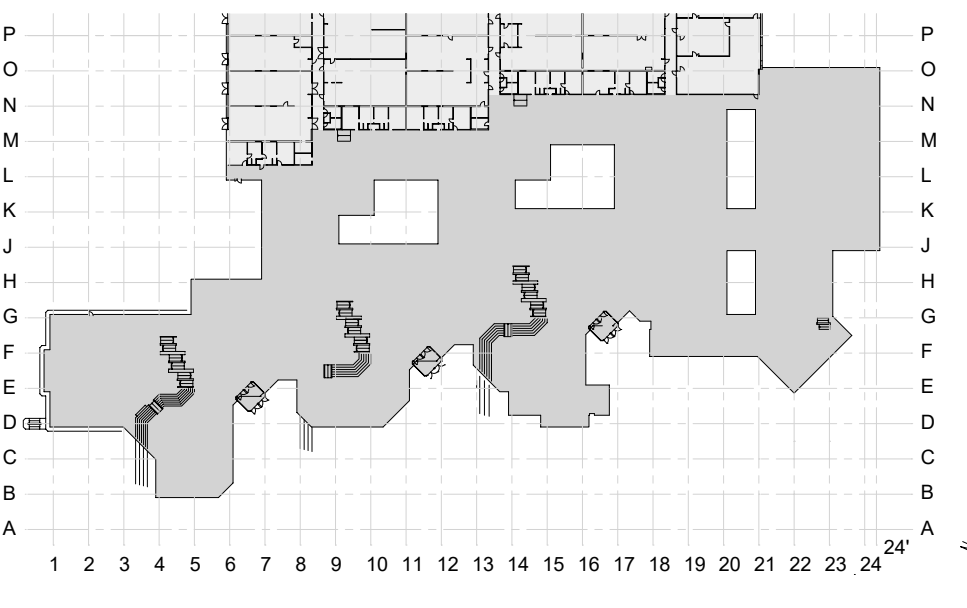 P P
O O
N N
M M
L L
K K
J J
H H
G G
F F
E E
D D
C C
B B
A A
24'
1 2 3 4 5 6 7 8 9 10 11 12 13 14 15 16 17 18 19 20 21 22 23 24